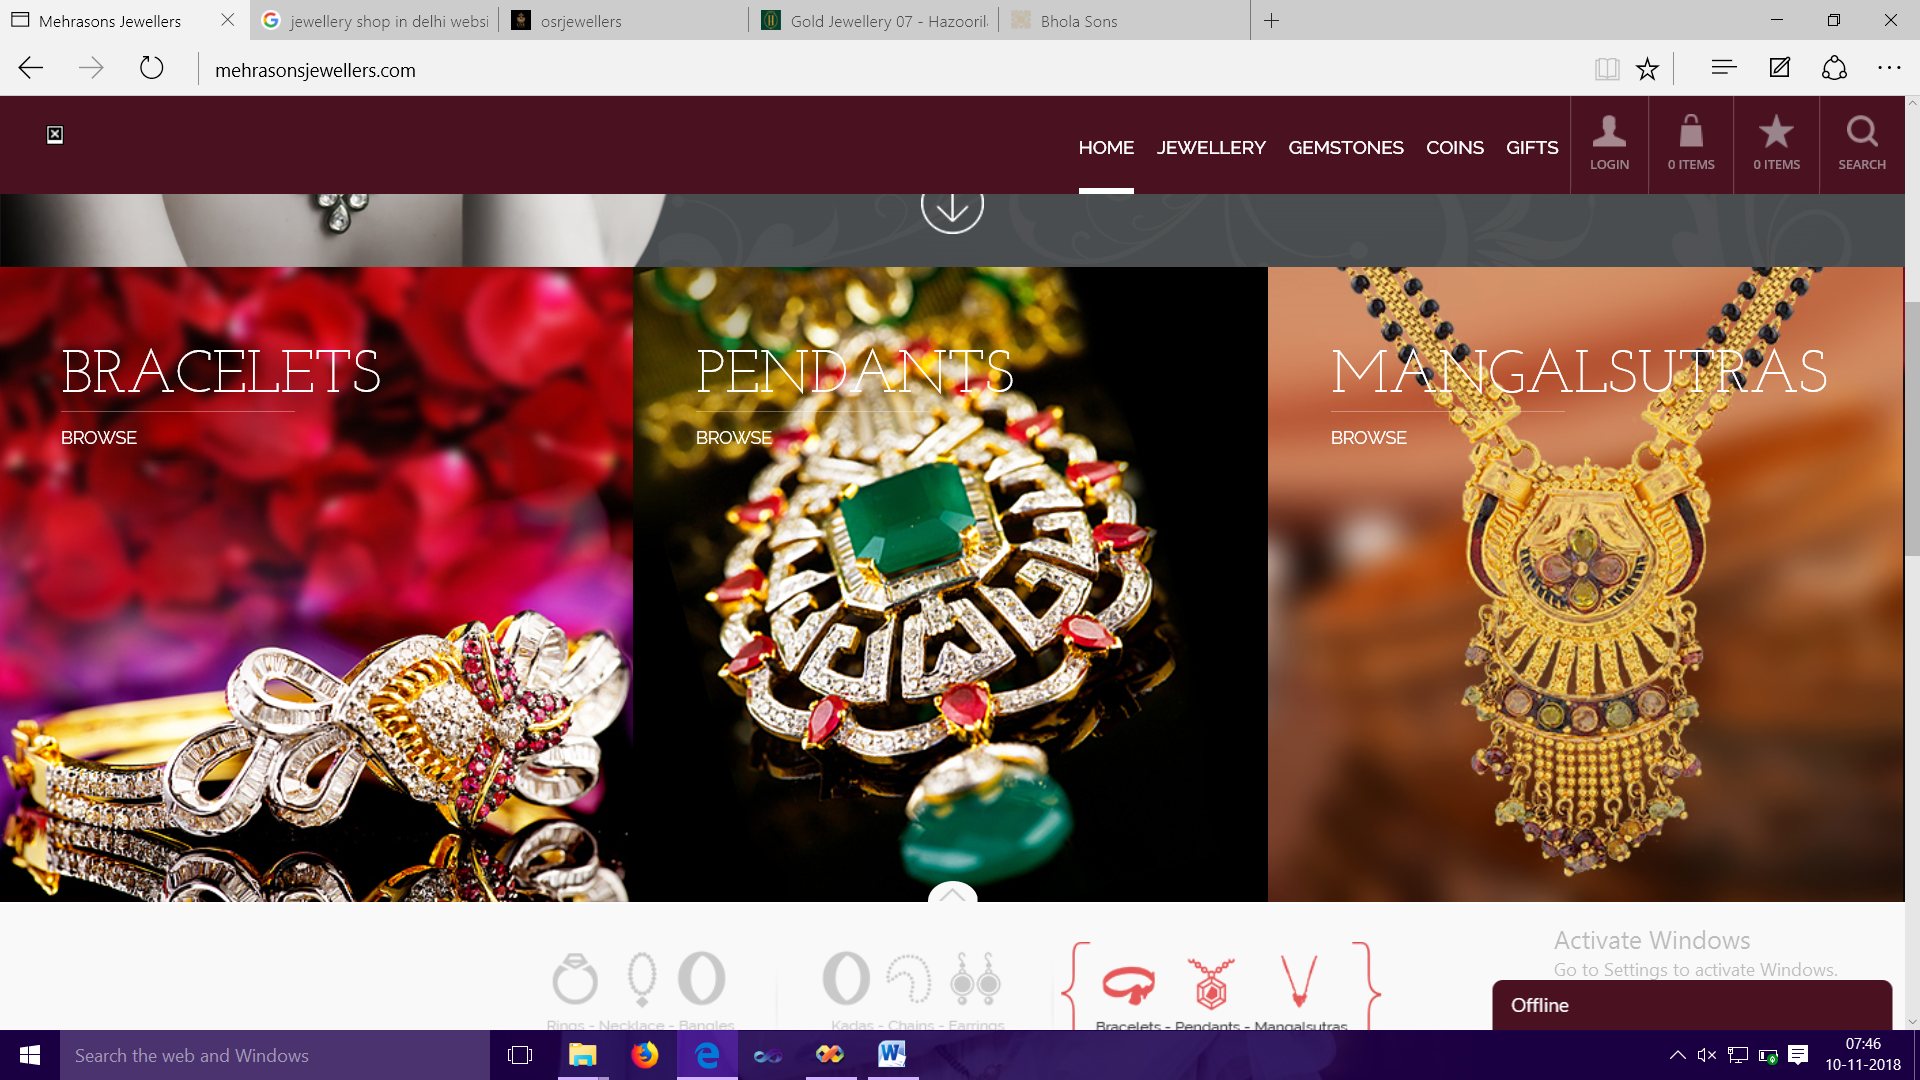 Mehrasons Jewellers
jewellery shop in delhi websi
osrjewellers
Gold Jewellery 07 - Hazooril
Bhola Sons
mehrasonsjewellers.com
HOME
JEWELLERY
GEMSTONES
COINS
GIFTS
LOGIN
0 ITEMS
0 ITEMS
SEARCH
BRACELETS
BROWSE
PENDANTS
BROWSE
MANGALSUTRAS
BROWSE
Rings - Necklace - Bangles
Kadas - Chains - Earrings
Bracelets - Pendants - Mangalsutras
Activate Windows
Go to Settings to activate Windows.
Offline
Search the web and Windows
07:46
10-11-2018